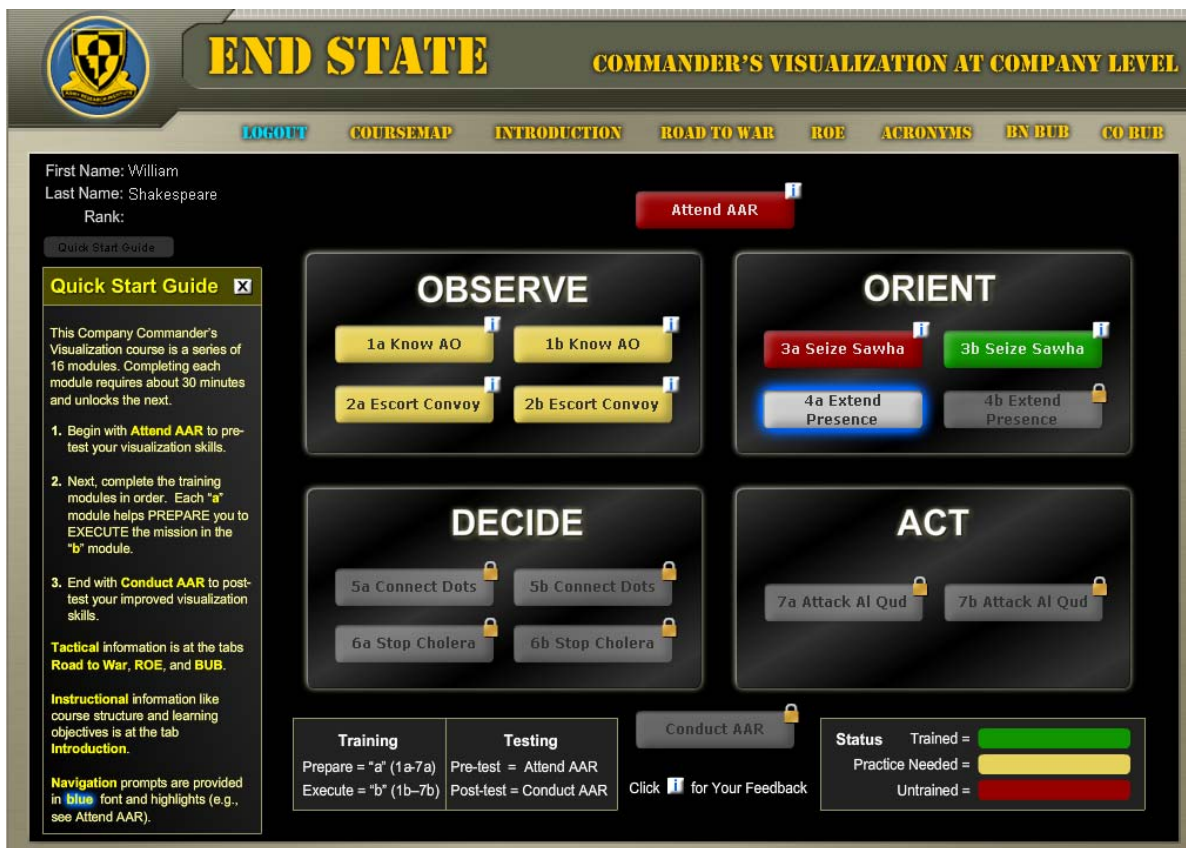 END STATE
COMMANDER'S VISUALIZATION AT COMPANY LEVEL
ARMY RESEARCH INSTITUTE
LOGOUT COURSEMAP INTRODUCTION ROAD TO WAR ROE ACRONYMS BN BUB CO BUB
First Name: William
Last Name: Shakespeare
Rank:
Quick Start Guide
Quick Start Guide X
This Company Commander's
Visualization course is a series of
16 modules. Completing each
module requires about 30 minutes
and unlocks the next.
1. Begin with Attend AAR to pre-
test your visualization skills.
2. Next, complete the training
modules in order. Each "a"
module helps PREPARE you to
EXECUTE the mission in the
"b" module.
3. End with Conduct AAR to post-
test your improved visualization
skills.
Tactical information is at the tabs
Road to War, ROE, and BUB.
Instructional information like
course structure and learning
objectives is at the tab
Introduction.
Navigation prompts are provided
in blue font and highlights (e.g.,
see Attend AAR).
Attend AAR i
OBSERVE
1a Know AO i
1b Know AO i
2a Escort Convoy i
2b Escort Convoy i
ORIENT
3a Seize Sawha i
3b Seize Sawha i
4a Extend
Presence
4b Extend
Presence
DECIDE
5a Connect Dots
5b Connect Dots
6a Stop Cholera
6b Stop Cholera
ACT
7a Attack Al Qud
7b Attack Al Qud
Training
Prepare = "a" (1a-7a)
Execute = "b" (1b–7b)
Testing
Pre-test = Attend AAR
Post-test = Conduct AAR
Conduct AAR
Click i for Your Feedback
Status Trained =
Practice Needed =
Untrained =